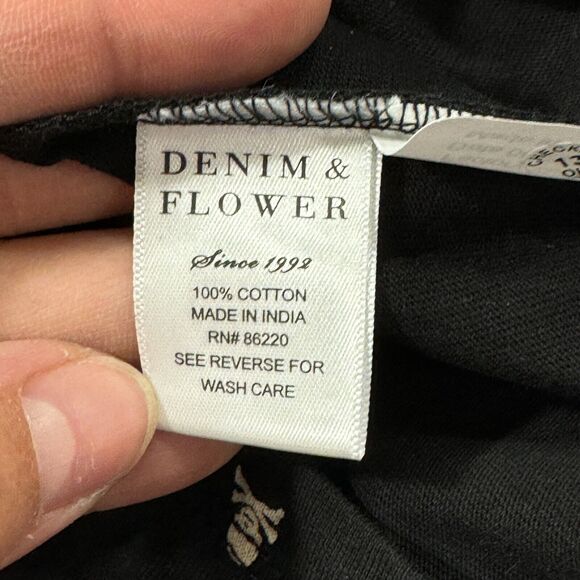 DENIM &
FLOWER
Since 1992
100% COTTON
MADE IN INDIA
RN# 86220
SEE REVERSE FOR
WASH CARE